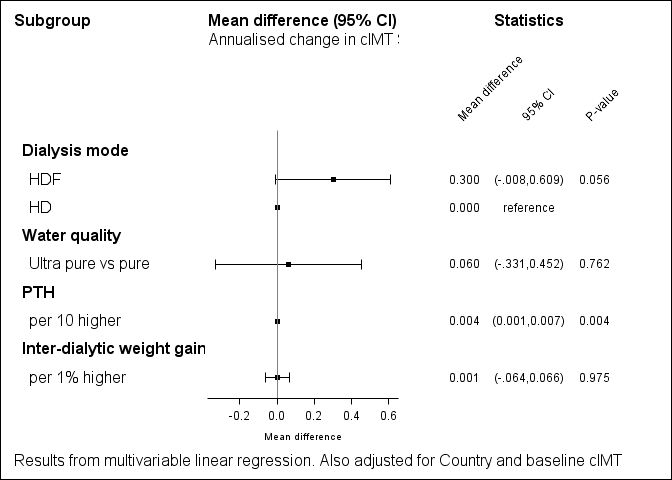 Subgroup Mean difference (95% CI) Statistics
Annualised change in cIMT
Mean difference 95% CI P-value
Dialysis mode
HDF 0.300 (-.008,0.609) 0.056
HD 0.000 reference
Water quality
Ultra pure vs pure 0.060 (-.331,0.452) 0.762
PTH
per 10 higher 0.004 (0.001,0.007) 0.004
Inter-dialytic weight gain
per 1% higher 0.001 (-.064,0.066) 0.975
-0.2 0.0 0.2 0.4 0.6
Mean difference
Results from multivariable linear regression. Also adjusted for Country and baseline cIMT